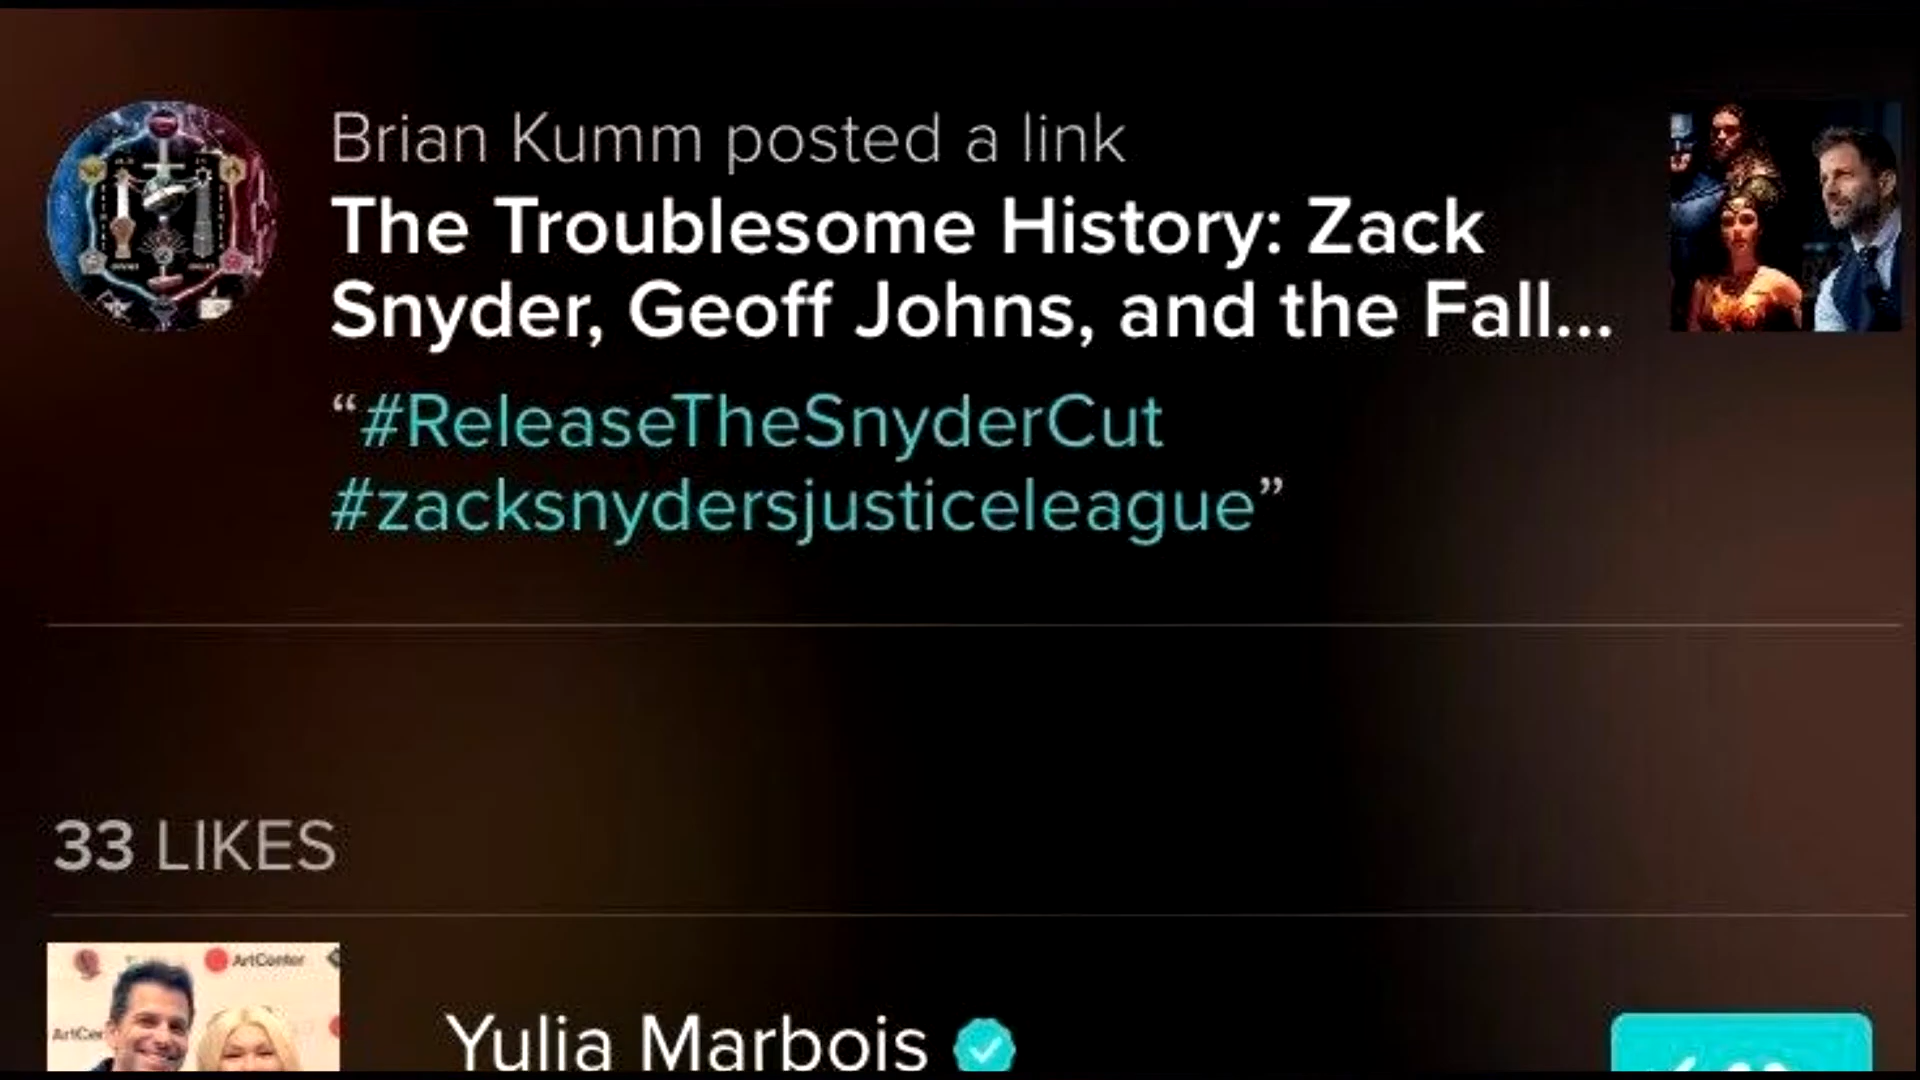 Brian Kumm posted a link
The Troublesome History: Zack
Snyder, Geoff Johns, and the Fall...
“#ReleaseTheSnyderCut
#zacksnydersjusticeleague”
33 LIKES
ArtCenter
Yulia Marbois